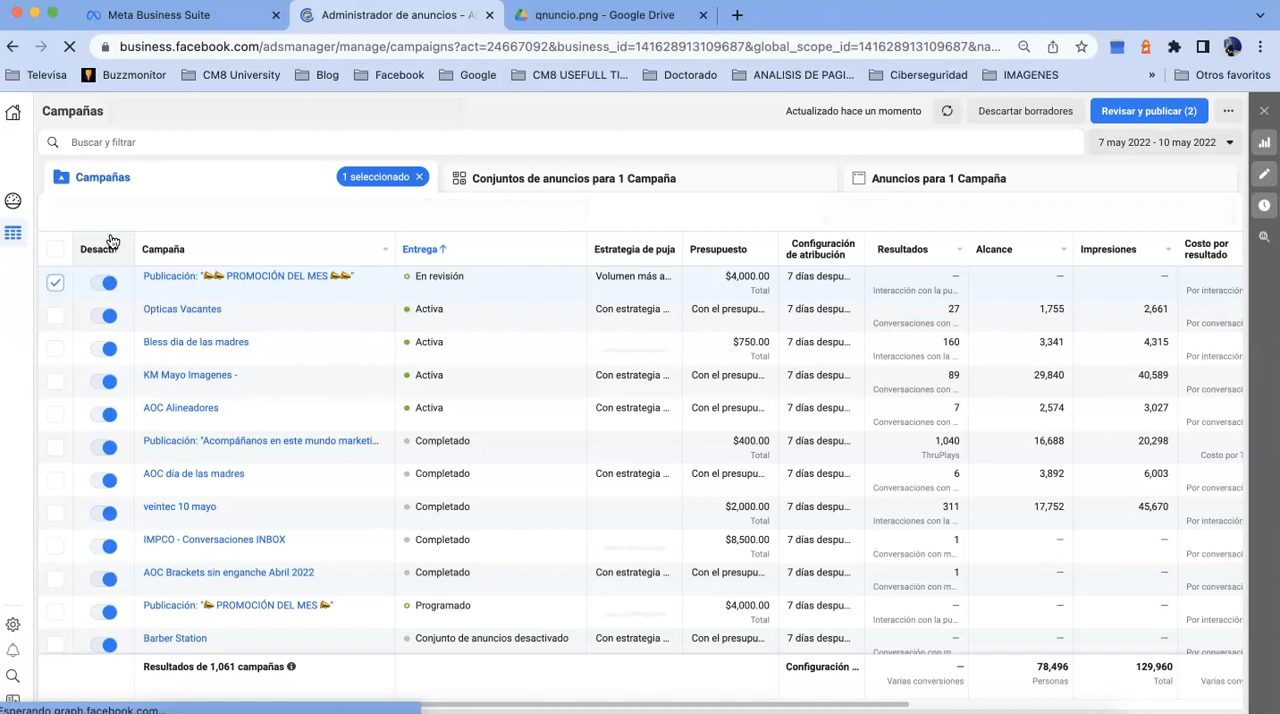 Meta Business Suite
Administrador de anuncios - A
qnuncio.png - Google Drive
business.facebook.com/adsmanager/manage/campaigns?act=24667092&business_id=141628913109687&global_scope_id=141628913109687&na...
Televisa
Buzzmonitor
CM8 University
Blog
Facebook
Google
CM8 USEFULL TI...
Doctorado
ANALISIS DE PAGI...
Ciberseguridad
IMAGENES
»
Otros favoritos
Campañas
Actualizado hace un momento
Descartar borradores
Revisar y publicar (2)
Buscar y filtrar
7 may 2022 - 10 may 2022
Campañas
1 seleccionado
Conjuntos de anuncios para 1 Campaña
Anuncios para 1 Campaña
Campaña Entrega ↑ Estrategia de puja Presupuesto Configuración de atribución Resultados Alcance Impresiones Costo por resultado
Publicación: "PROMOCIÓN DEL MES" En revisión Volumen más a... $4,000.00 7 días despu... — — —
Total Interacción con la pu... Por interacción
Opticas Vacantes Activa Con estrategia ... Con el presupu... 7 días despu... 27 1,755 2,661
Conversaciones con ... Por conversac
Bless dia de las madres Activa $750.00 7 días despu... 160 3,341 4,315
Total Interacciones con la ... Por interacción
KM Mayo Imagenes - Activa Con estrategia ... Con el presupu... 7 días despu... 89 29,840 40,589
Conversaciones con ... Por conversac
AOC Alineadores Activa Con estrategia ... Con el presupu... 7 días despu... 7 2,574 3,027
Conversaciones con ... Por conversac
Publicación: "Acompáñanos en este mundo marketi... Completado $400.00 7 días despu... 1,040 16,688 20,298
Total ThruPlays Costo por T
AOC día de las madres Completado Con estrategia ... Con el presupu... 7 días despu... 6 3,892 6,003
Conversaciones con ... Por conversac
veintec 10 mayo Completado $2,000.00 7 días despu... 311 17,752 45,670
Total Interacciones con la ... Por interacción
IMPCO - Conversaciones INBOX Completado $8,500.00 7 días despu... 1 — —
Total Conversación con m... Por conversac
AOC Brackets sin enganche Abril 2022 Completado Con estrategia ... Con el presupu... 7 días despu... 1 — —
Conversación con m... Por conversac
Publicación: "PROMOCIÓN DEL MES" Programado $4,000.00 7 días despu... — — —
Total Interacción con la pu... Por interacción
Barber Station Conjunto de anuncios desactivado Con estrategia ... Con el presupu... 7 días despu... — — —
Resultados de 1,061 campañas Configuración ... — 78,496 129,960
Varias conversiones Personas Total Varias conv
Esperando graph.facebook.com...